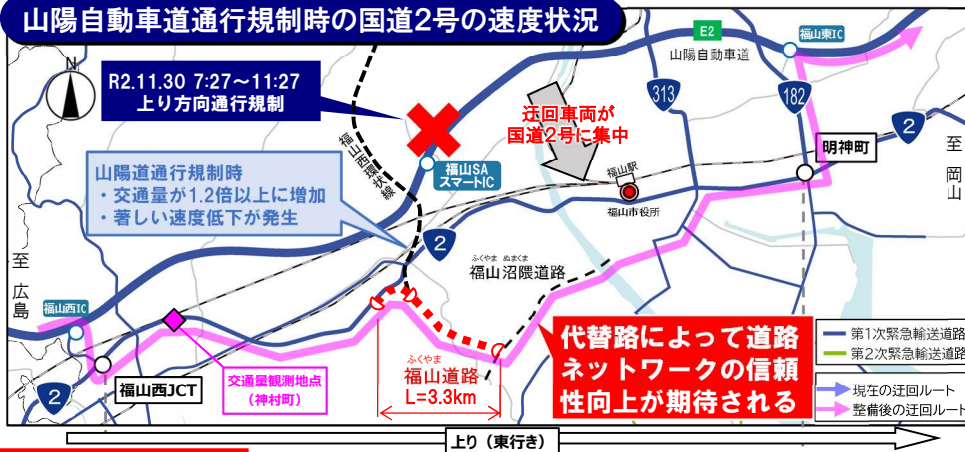 山陽自動車道通行規制時の国道2号の速度状況
N
R2.11.30 7:27～11:27
上り方向通行規制
山陽道通行規制時
・交通量が1.2倍以上に増加
・著しい速度低下が発生
福山西環状線
福山SA
スマートIC
迂回車両が
国道2号に集中
E2
山陽自動車道
福山東IC
313
182
2
明神町
至 岡山
福山駅
福山市役所
2
ふくやま ぬまくま
福山沼隈道路
至 広島
福山西IC
2
福山西JCT
交通量観測地点
（神村町）
ふくやま
福山道路
L=3.3km
代替路によって道路
ネットワークの信頼
性向上が期待される
第1次緊急輸送道路
第2次緊急輸送道路
現在の迂回ルート
整備後の迂回ルート
上り（東行き）